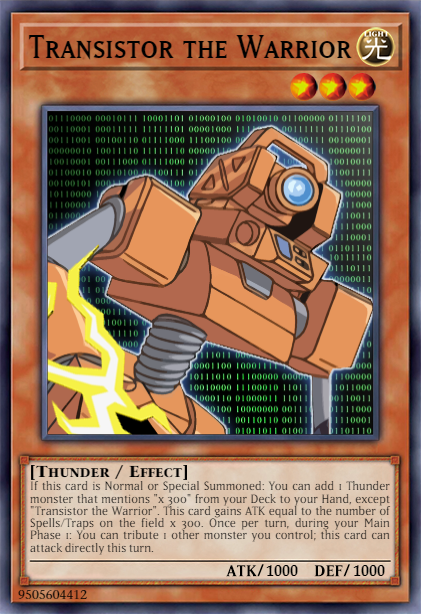 Transistor the Warrior
LIGHT
光
[Thunder / Effect]
If this card is Normal or Special Summoned: You can add 1 Thunder
monster that mentions "x 300" from your Deck to your Hand, except
"Transistor the Warrior". This card gains ATK equal to the number of
Spells/Traps on the field x 300. Once per turn, during your Main
Phase 1: You can tribute 1 other monster you control; this card can
attack directly this turn.
ATK/1000 DEF/1000
9505604412